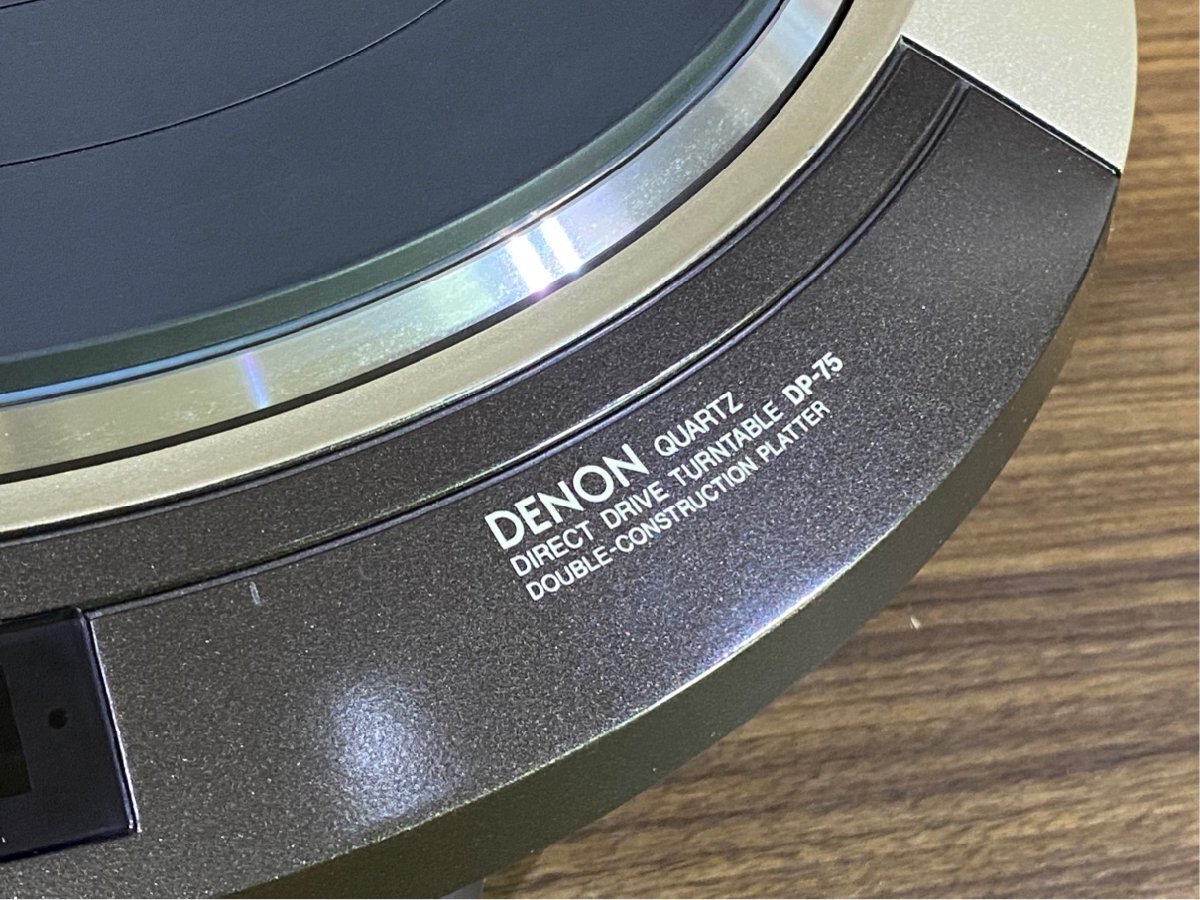 DENON QUARTZ
DIRECT DRIVE TURNTABLE DP-75
DOUBLE-CONSTRUCTION PLATTER